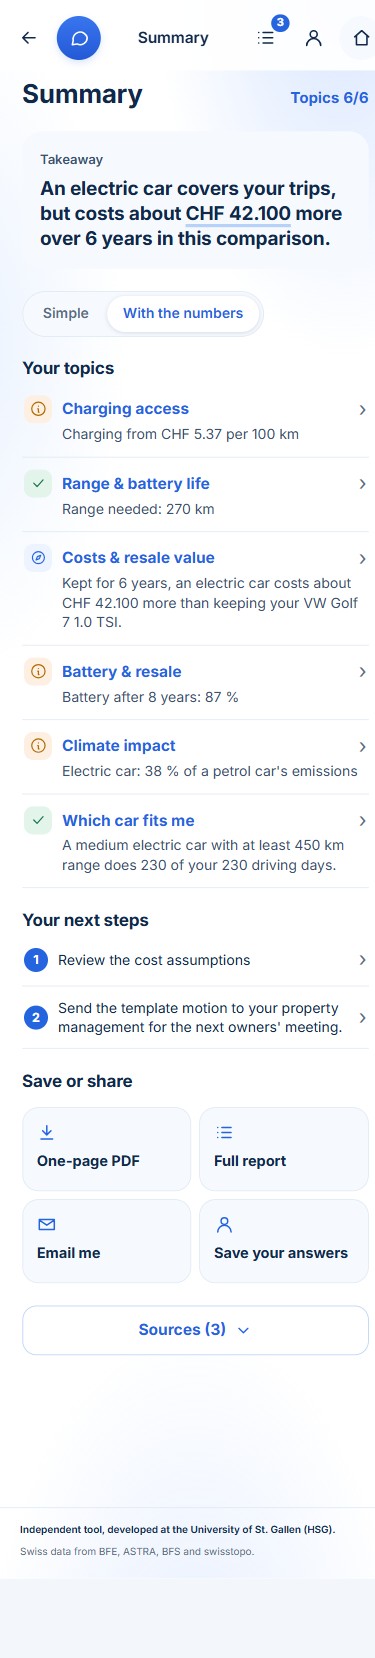 Summary
3
Summary
Topics 6/6
Takeaway
An electric car covers your trips,
but costs about CHF 42.100 more
over 6 years in this comparison.
Simple
With the numbers
Your topics
Charging access
Charging from CHF 5.37 per 100 km
Range & battery life
Range needed: 270 km
Costs & resale value
Kept for 6 years, an electric car costs about
CHF 42.100 more than keeping your VW Golf
7 1.0 TSI.
Battery & resale
Battery after 8 years: 87 %
Climate impact
Electric car: 38 % of a petrol car's emissions
Which car fits me
A medium electric car with at least 450 km
range does 230 of your 230 driving days.
Your next steps
1 Review the cost assumptions
2 Send the template motion to your property
management for the next owners' meeting.
Save or share
One-page PDF
Full report
Email me
Save your answers
Sources (3)
Independent tool, developed at the University of St. Gallen (HSG).
Swiss data from BFE, ASTRA, BFS and swisstopo.